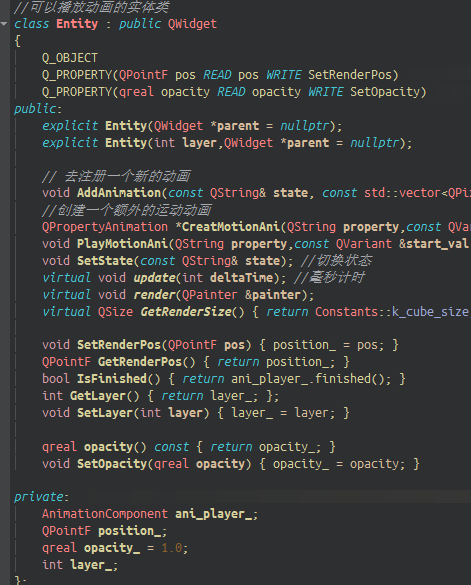 //可以播放动画的实体类
class Entity : public QWidget
{
Q_OBJECT
Q_PROPERTY(QPointF pos READ pos WRITE SetRenderPos)
Q_PROPERTY(qreal opacity READ opacity WRITE SetOpacity)
public:
explicit Entity(QWidget *parent = nullptr);
explicit Entity(int layer,QWidget *parent = nullptr);
// 去注册一个新的动画
void AddAnimation(const QString& state, const std::vector<QPi
//创建一个额外的运动动画
QPropertyAnimation *CreatMotionAni(QString property,const QVar
void PlayMotionAni(QString property,const QVariant &start_val
void SetState(const QString& state); //切换状态
virtual void update(int deltaTime); //毫秒计时
virtual void render(QPainter &painter);
virtual QSize GetRenderSize() { return Constants::k_cube_size
void SetRenderPos(QPointF pos) { position_ = pos; }
QPointF GetRenderPos() { return position_; }
bool IsFinished() { return ani_player_.finished(); }
int GetLayer() { return layer_; };
void SetLayer(int layer) { layer_ = layer; }
qreal opacity() const { return opacity_; }
void SetOpacity(qreal opacity) { opacity_ = opacity; }
private:
AnimationComponent ani_player_;
QPointF position_;
qreal opacity_ = 1.0;
int layer_;
};